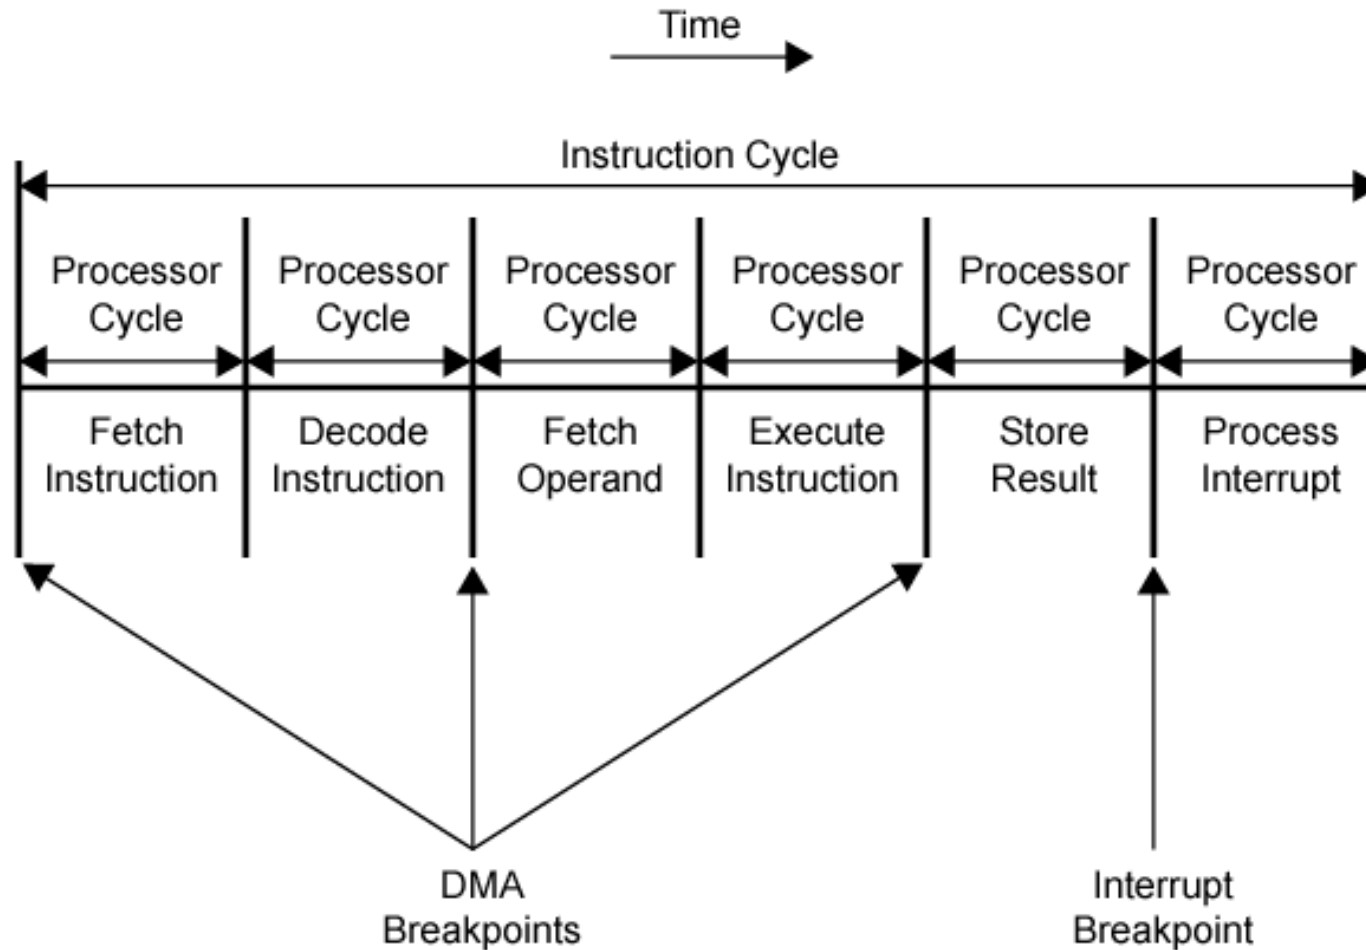 Time
Instruction Cycle
Processor Cycle
Processor Cycle
Processor Cycle
Processor Cycle
Processor Cycle
Processor Cycle
Fetch Instruction
Decode Instruction
Fetch Operand
Execute Instruction
Store Result
Process Interrupt
DMA
Breakpoints
Interrupt
Breakpoint